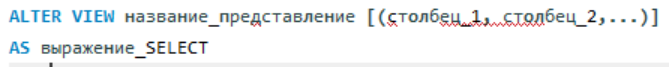 ALTER VIEW название_представление [(столбец_1, столбец_2,...)]
AS выражение_SELECT